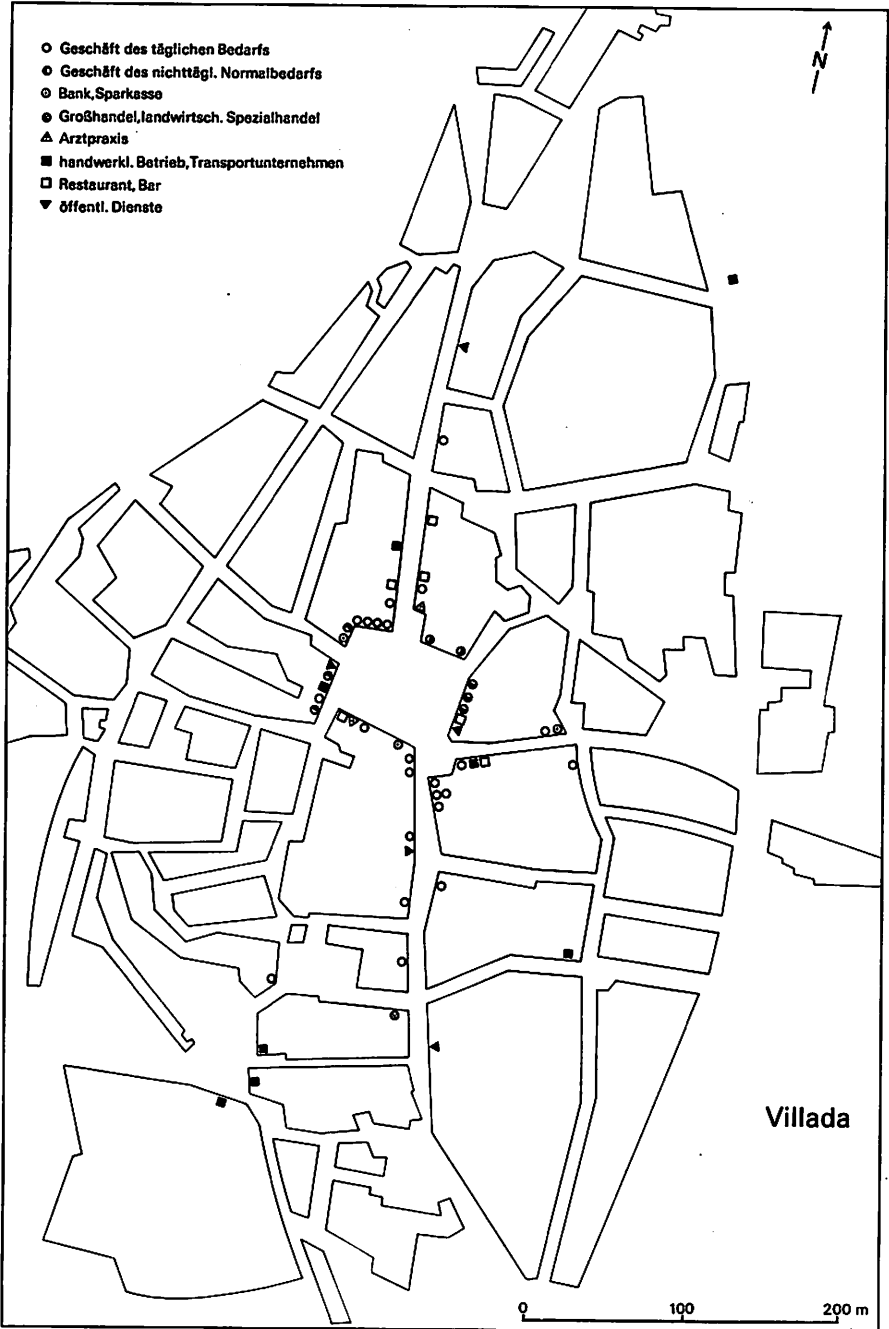 Geschäft des täglichen Bedarfs
Geschäft des nichttägl. Normalbedarfs
Bank,Sparkasse
Großhandel,landwirtsch. Spezialhandel
Arztpraxis
handwerkl. Betrieb,Transportunternehmen
Restaurant, Bar
öffentl. Dienste
N
Villada
0 100 200 m